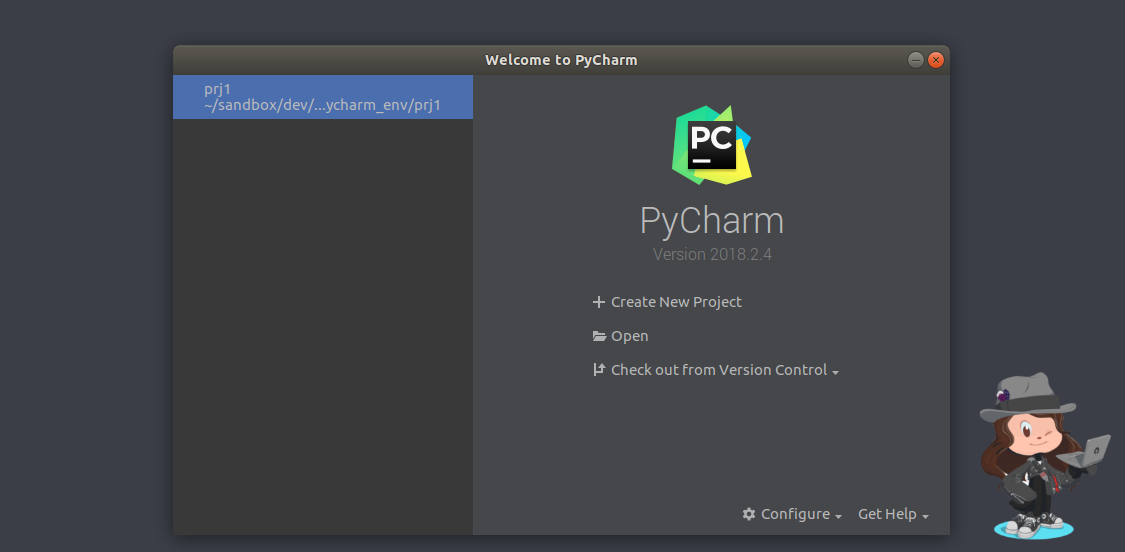 Welcome to PyCharm
prj1
~/sandbox/dev/...ycharm_env/prj1
PC
PyCharm
Version 2018.2.4
Create New Project
Open
Check out from Version Control
Configure
Get Help